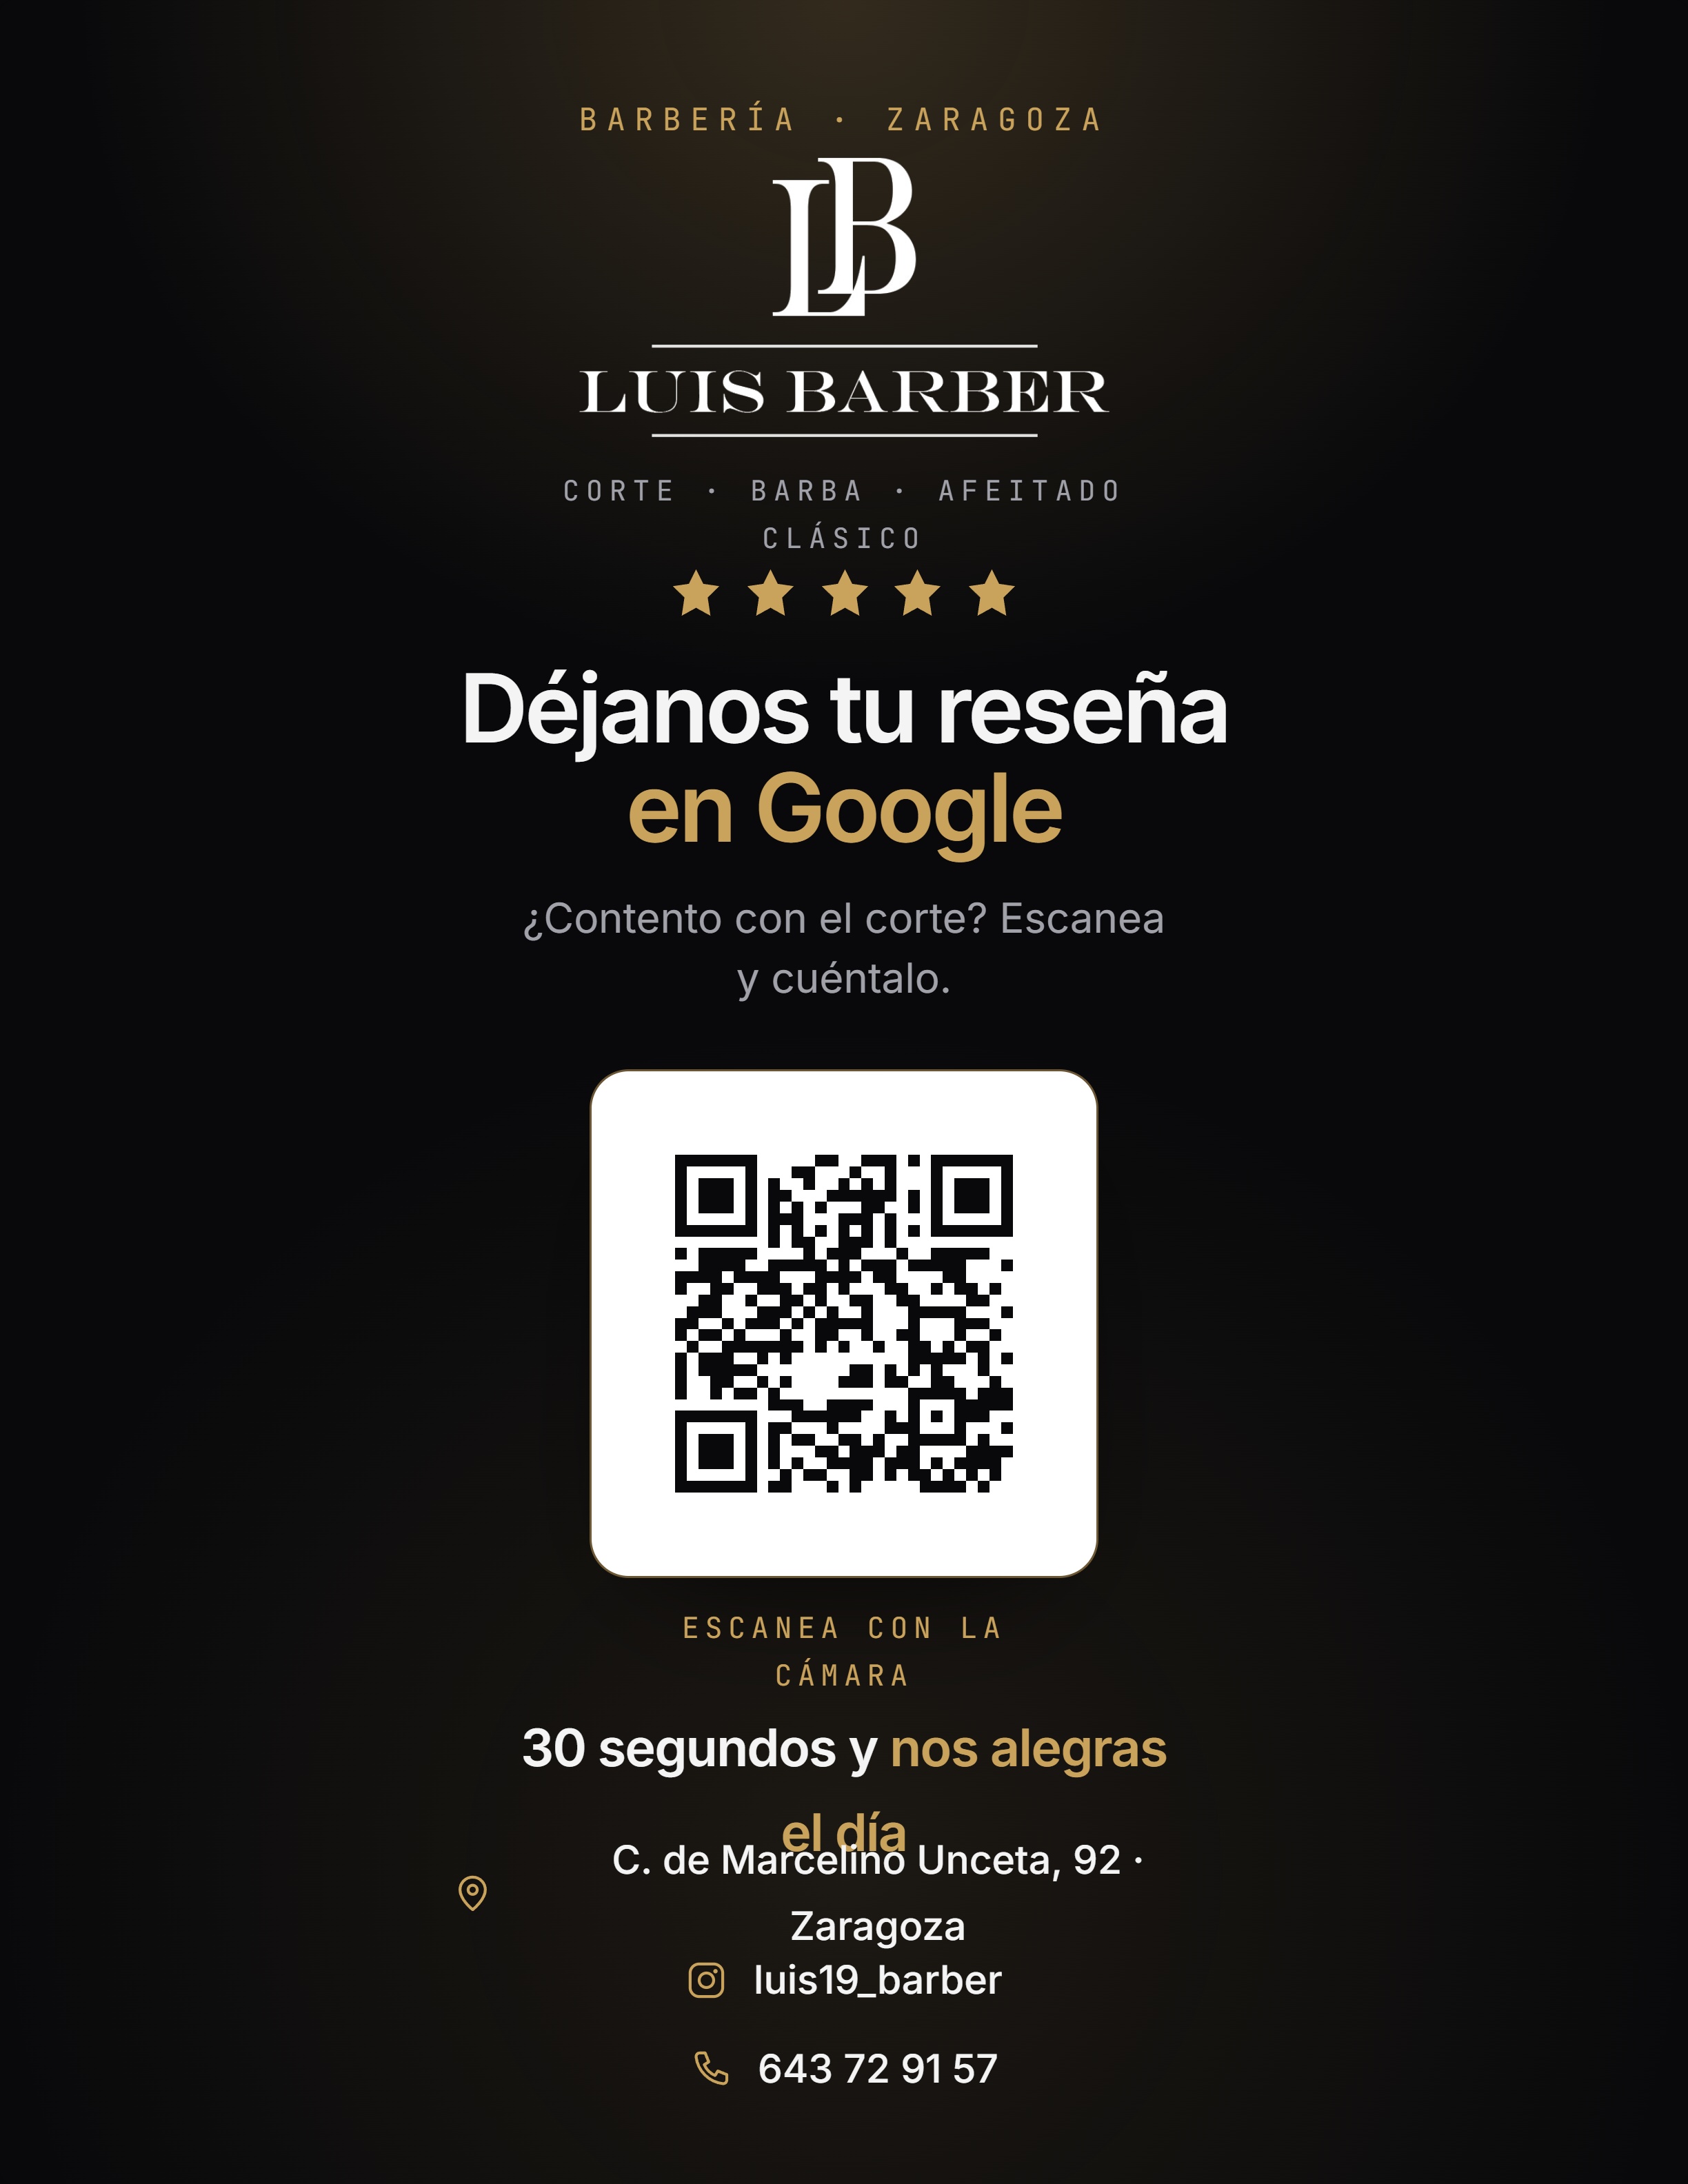 BARBERÍA · ZARAGOZA
LB
LUIS BARBER
CORTE · BARBA · AFEITADO
CLÁSICO
Déjanos tu reseña
en Google
¿Contento con el corte? Escanea
y cuéntalo.
ESCANEA CON LA
CÁMARA
30 segundos y nos alegras
el día
C. de Marcelino Unceta, 92 ·
Zaragoza
luis19_barber
643 72 91 57